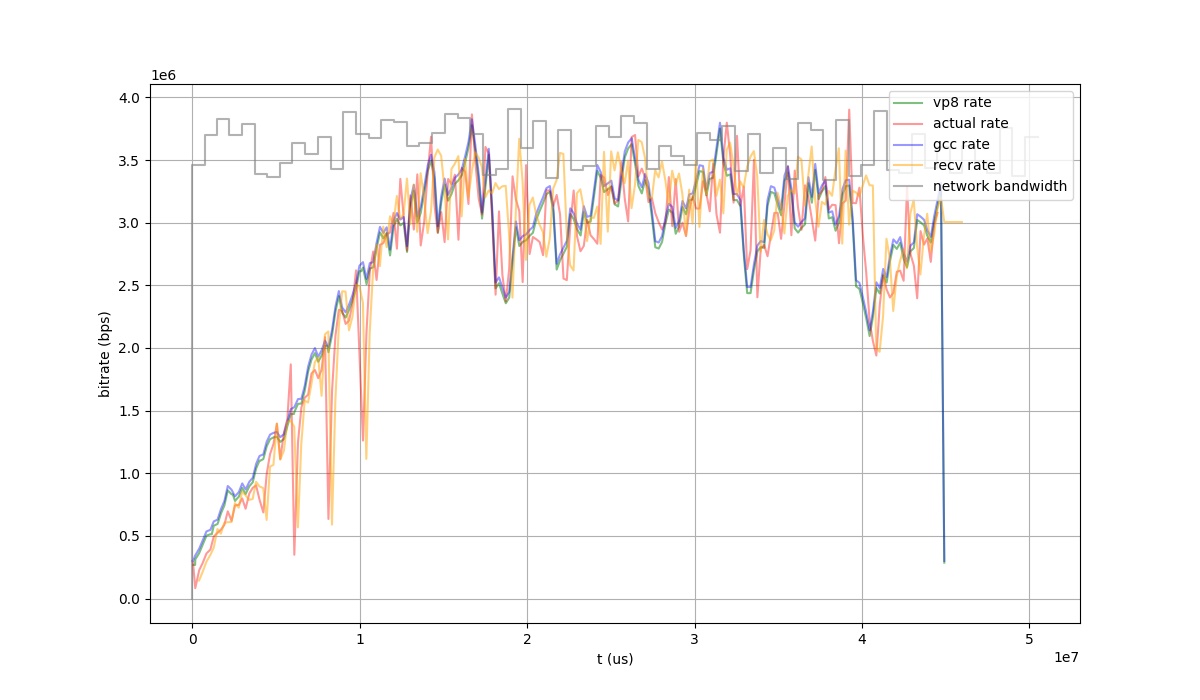 1e6
4.0
3.5
3.0
2.5
2.0
1.5
1.0
0.5
0.0
bitrate (bps)
vp8 rate
actual rate
gcc rate
recv rate
network bandwidth
0
1
2
3
4
5
t (us)
1e7